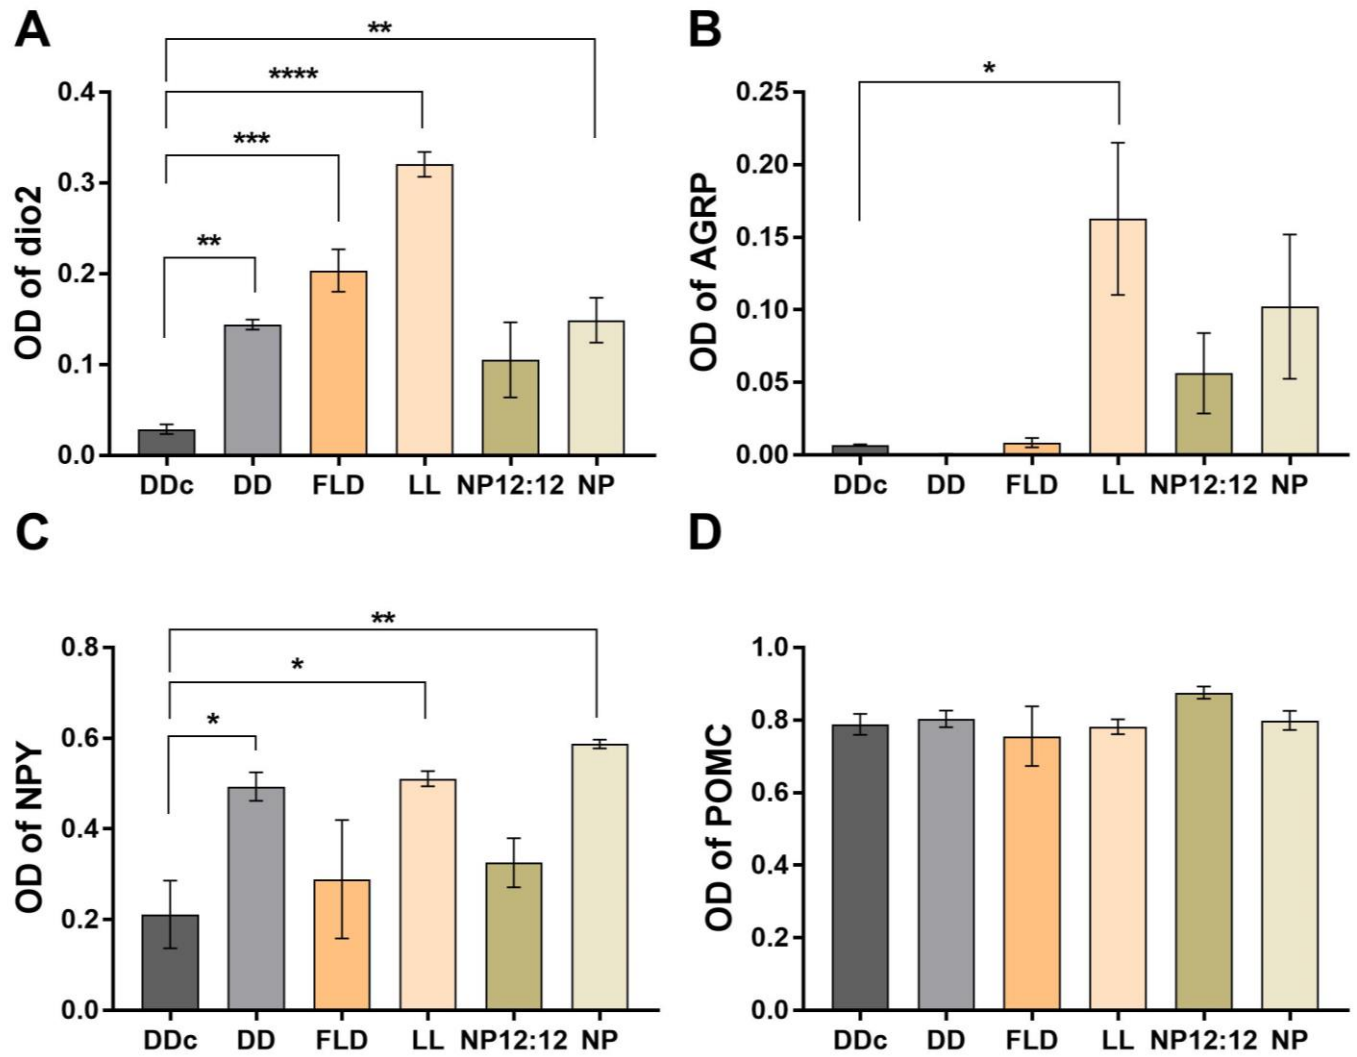 A
OD of dio2
0.4
0.3
0.2
0.1
0.0
**
****
***
**
DDc DD FLD LL NP12:12 NP
B
OD of AGRP
0.25
0.20
0.15
0.10
0.05
0.00
*
DDc DD FLD LL NP12:12 NP
C
OD of NPY
0.8
0.6
0.4
0.2
0.0
**
*
*
DDc DD FLD LL NP12:12 NP
D
OD of POMC
1.0
0.8
0.6
0.4
0.2
0.0
DDc DD FLD LL NP12:12 NP